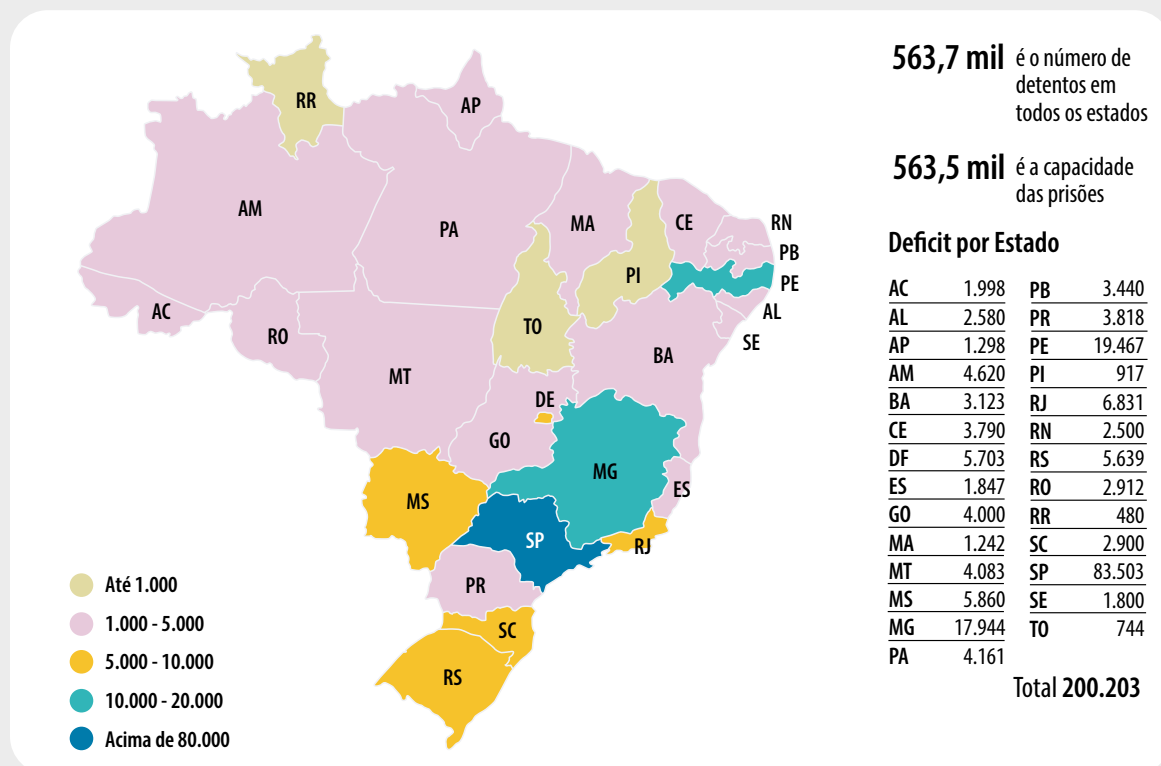 RR
AP
AM
PA
MA
CE
RN
PB
PE
PI
AL
SE
AC
RO
TO
BA
MT
DE
GO
MG
ES
MS
SP
RJ
PR
SC
RS
Até 1.000
1.000 - 5.000
5.000 - 10.000
10.000 - 20.000
Acima de 80.000
563,7 mil é o número de
detentos em
todos os estados
563,5 mil é a capacidade
das prisões
Deficit por Estado
AC 1.998 PB 3.440
AL 2.580 PR 3.818
AP 1.298 PE 19.467
AM 4.620 PI 917
BA 3.123 RJ 6.831
CE 3.790 RN 2.500
DF 5.703 RS 5.639
ES 1.847 RO 2.912
GO 4.000 RR 480
MA 1.242 SC 2.900
MT 4.083 SP 83.503
MS 5.860 SE 1.800
MG 17.944 TO 744
PA 4.161
Total 200.203